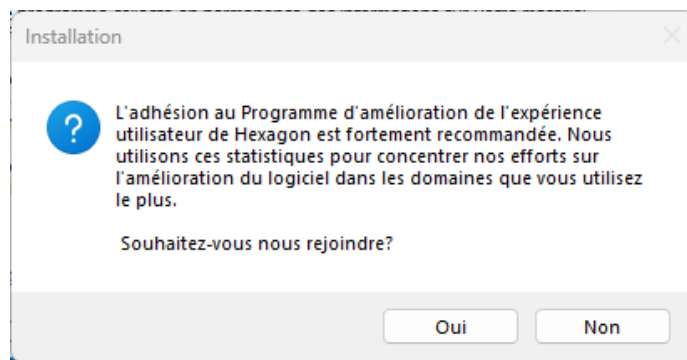 Installation
L'adhésion au Programme d'amélioration de l'expérience
utilisateur de Hexagon est fortement recommandée. Nous
utilisons ces statistiques pour concentrer nos efforts sur
l'amélioration du logiciel dans les domaines que vous utilisez
le plus.
Souhaitez-vous nous rejoindre?
Oui
Non